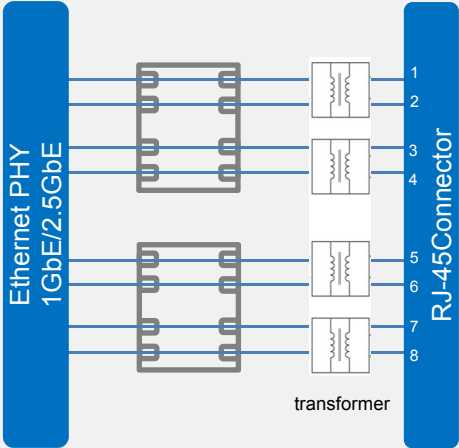 Ethernet PHY
1GbE/2.5GbE
1
2
3
4
5
6
7
8
RJ-45Connector
transformer